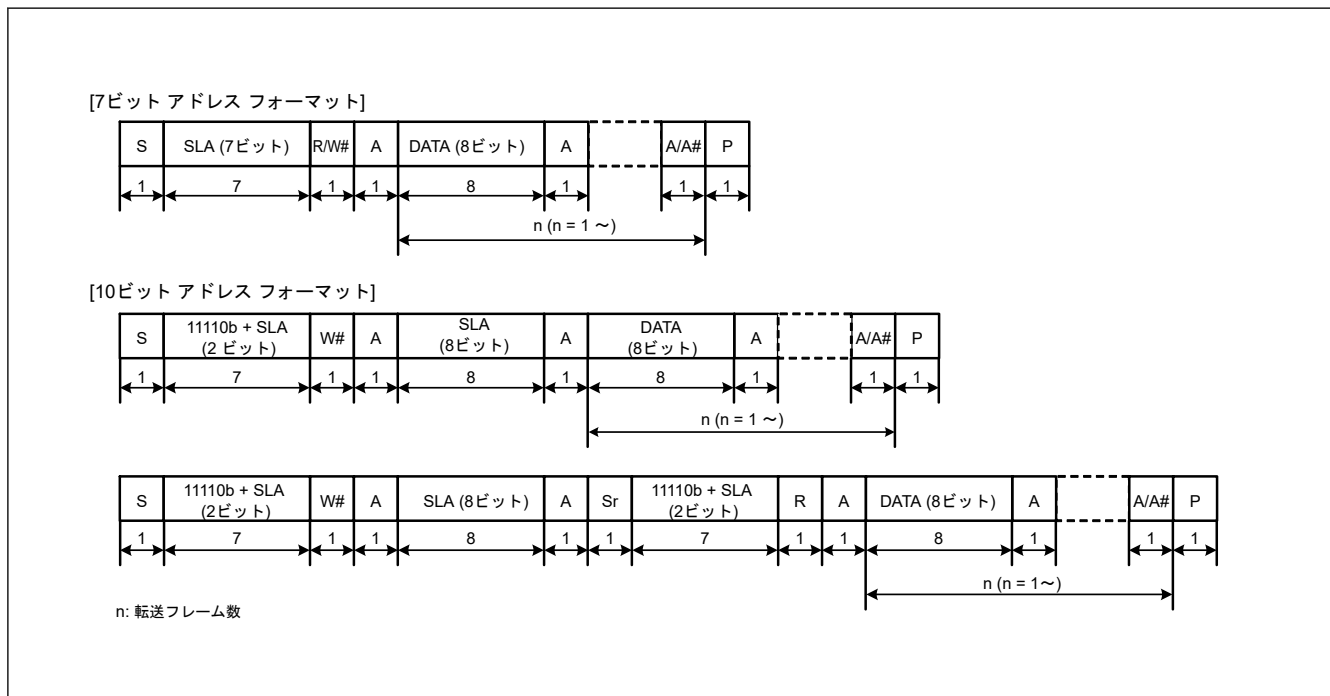 [7ビット アドレス フォーマット]
S SLA (7ビット) R/W# A DATA (8ビット) A A/A# P
1 7 1 1 8 1 1 1
n (n = 1 ～)
[10ビット アドレス フォーマット]
S 11110b + SLA (2 ビット) W# A SLA (8ビット) A DATA (8ビット) A A/A# P
1 7 1 1 8 1 8 1 1 1
n (n = 1 ～)
S 11110b + SLA (2ビット) W# A SLA (8ビット) A Sr 11110b + SLA (2ビット) R A DATA (8ビット) A A/A# P
1 7 1 1 8 1 1 7 1 1 8 1 1 1
n (n = 1～)
n: 転送フレーム数